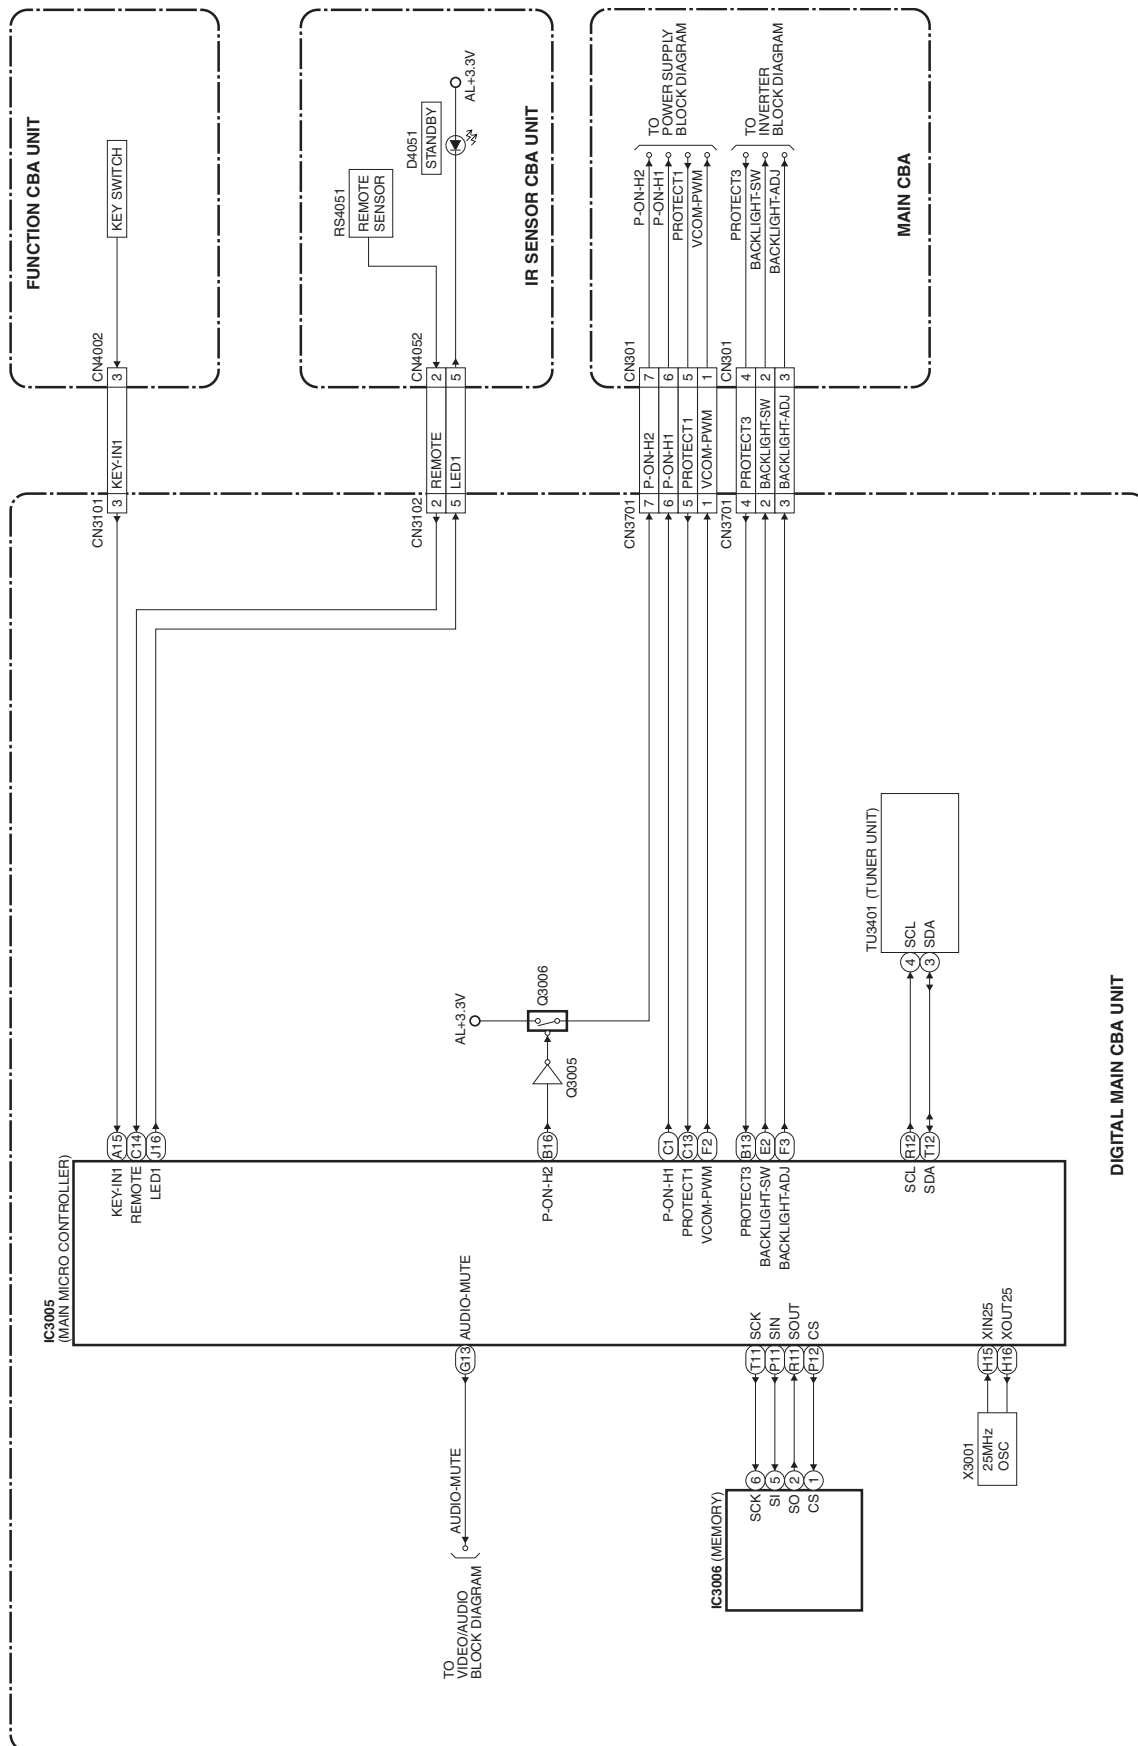 IC3005
(MAIN MICRO CONTROLLER)
KEY-IN1 A15
REMOTE C14
LED1 J16
CN3101
3
KEY-IN1
CN4002
3
KEY SWITCH
FUNCTION CBA UNIT
CN3102
2 REMOTE 2
5 LED1 5
CN4052
RS4051
REMOTE
SENSOR
D4051
STANDBY
AL+3.3V
IR SENSOR CBA UNIT
TO
VIDEO/AUDIO
BLOCK DIAGRAM
AUDIO-MUTE
G13 AUDIO-MUTE
P-ON-H2 B16
Q3005
AL+3.3V
Q3006
P-ON-H1 C1
PROTECT1 C13
VCOM-PWM F2
PROTECT3 B13
BACKLIGHT-SW E2
BACKLIGHT-ADJ F3
CN3701
7 P-ON-H2 7
6 P-ON-H1 6
5 PROTECT1 5
1 VCOM-PWM 1
CN301
P-ON-H2
P-ON-H1
PROTECT1
VCOM-PWM
TO
POWER SUPPLY
BLOCK DIAGRAM
CN3701
4 PROTECT3 4
2 BACKLIGHT-SW 2
3 BACKLIGHT-ADJ 3
CN301
PROTECT3
BACKLIGHT-SW
BACKLIGHT-ADJ
TO
INVERTER
BLOCK DIAGRAM
MAIN CBA
IC3006 (MEMORY)
SCK 6
SI 5
SO 2
CS 1
T11 SCK
P11 SIN
R11 SOUT
P12 CS
SCL R12
SDA T12
TU3401 (TUNER UNIT)
4 SCL
3 SDA
X3001
25MHz
OSC
H15 XIN25
H16 XOUT25
DIGITAL MAIN CBA UNIT